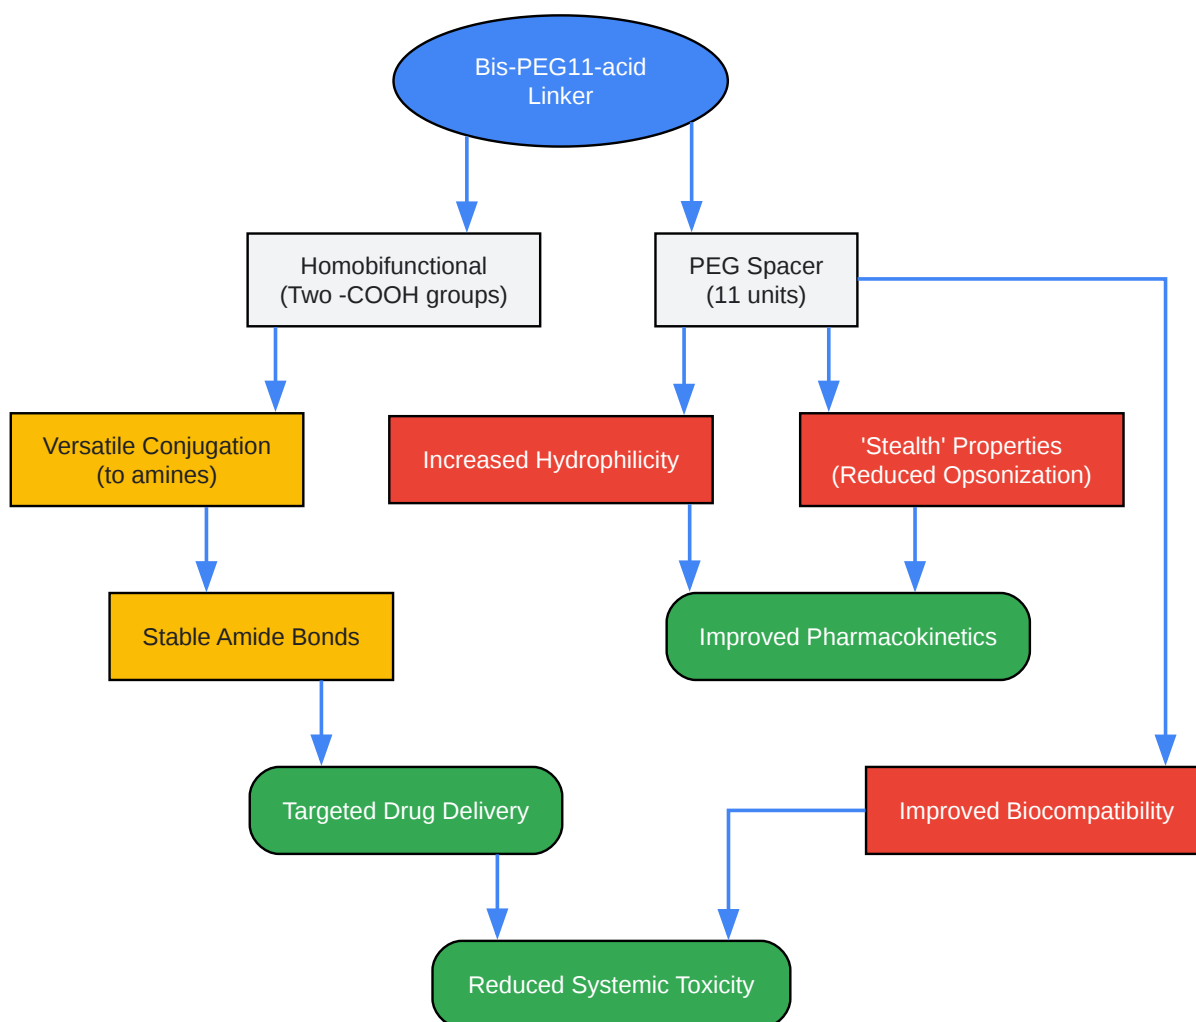 Bis-PEG11-acid
Linker
Homobifunctional
(Two -COOH groups)
PEG Spacer
(11 units)
Versatile Conjugation
(to amines)
Increased Hydrophilicity
'Stealth' Properties
(Reduced Opsonization)
Stable Amide Bonds
Improved Pharmacokinetics
Targeted Drug Delivery
Improved Biocompatibility
Reduced Systemic Toxicity